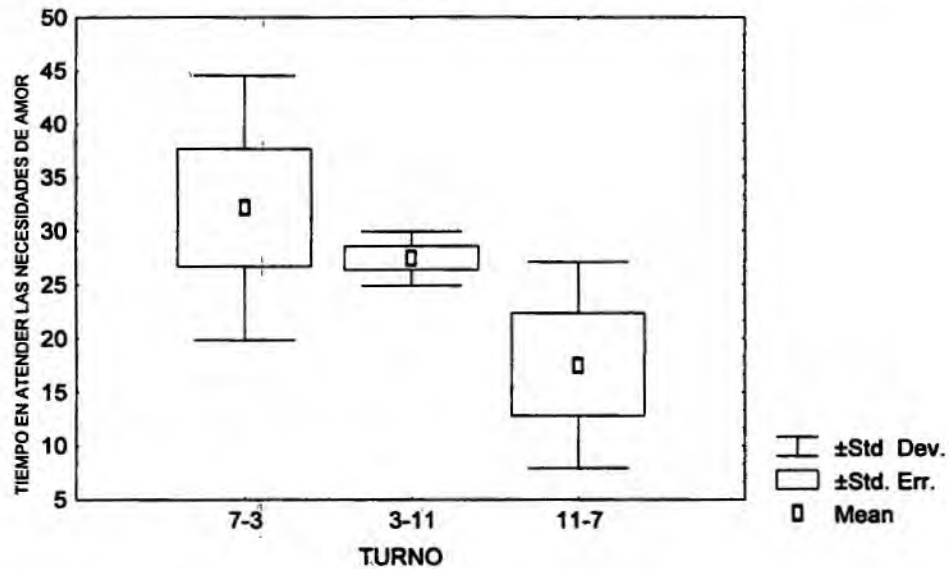 TIEMPO EN ATENDER LAS NECESIDADES DE AMOR
50
45
40
35
30
25
20
15
10
5
7-3
3-11
11-7
TURNO
±Std Dev.
±Std. Err.
Mean